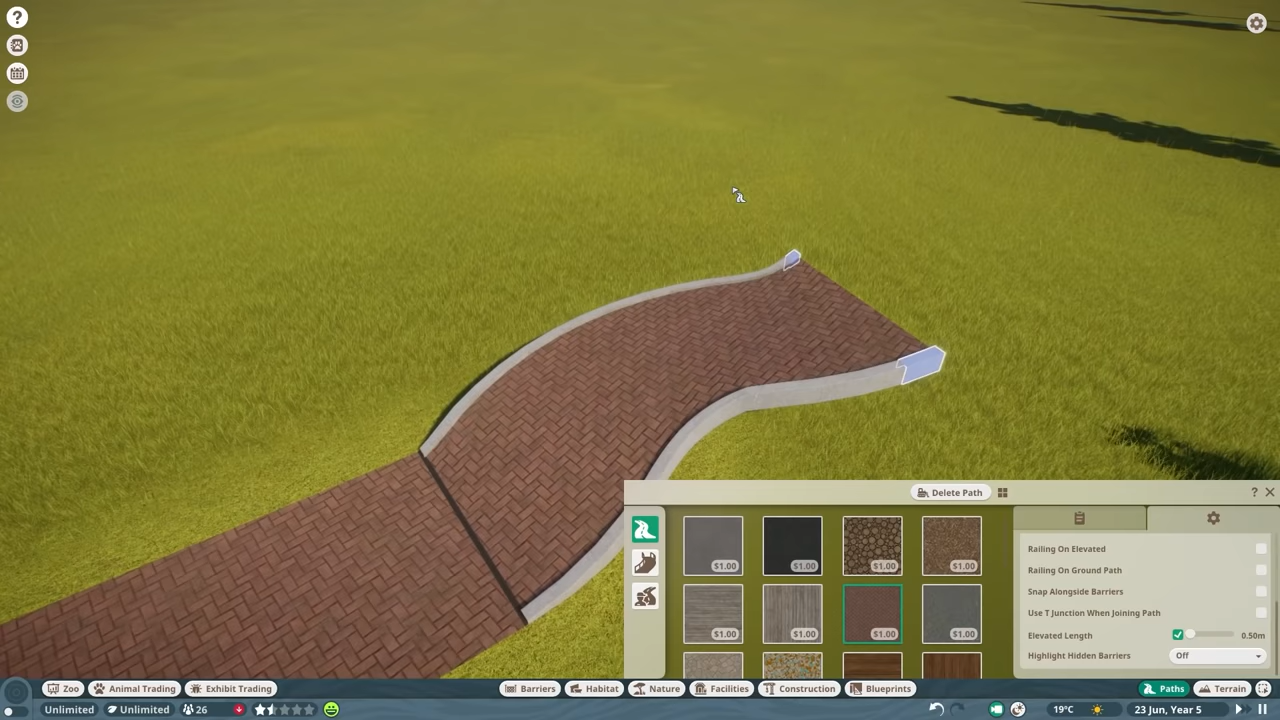 ?
Delete Path
?
$1.00 $1.00 $1.00 $1.00
$1.00 $1.00 $1.00 $1.00
Railing On Elevated
Railing On Ground Path
Snap Alongside Barriers
Use T Junction When Joining Path
Elevated Length 0.50m
Highlight Hidden Barriers Off
Zoo Animal Trading Exhibit Trading Barriers Habitat Nature Facilities Construction Blueprints Paths Terrain
Unlimited Unlimited 26 19°C 23 Jun, Year 5